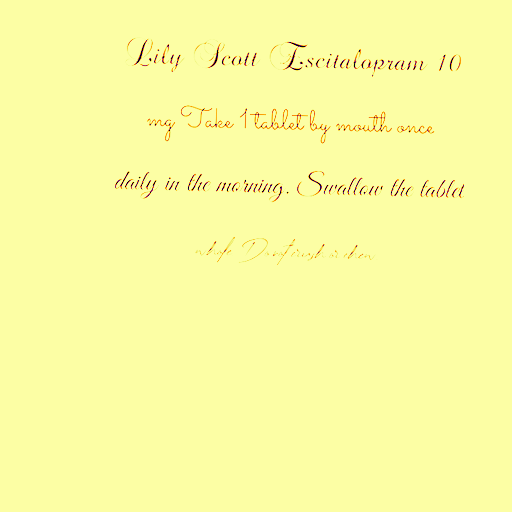 Lily Scott Escitalopram 10
mg Take 1 tablet by mouth once
daily in the morning. Swallow the tablet
whole Do not crush or chew